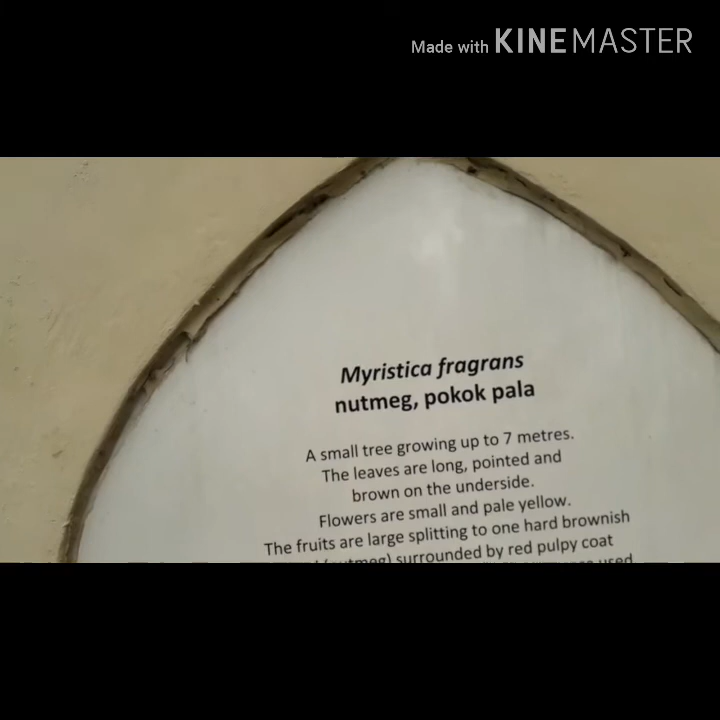 Made with KINEMASTER
Myristica fragrans
nutmeg, pokok pala
A small tree growing up to 7 metres.
The leaves are long, pointed and
brown on the underside.
Flowers are small and pale yellow.
The fruits are large splitting to one hard brownish
(nutmeg) surrounded by red pulpy coat
used